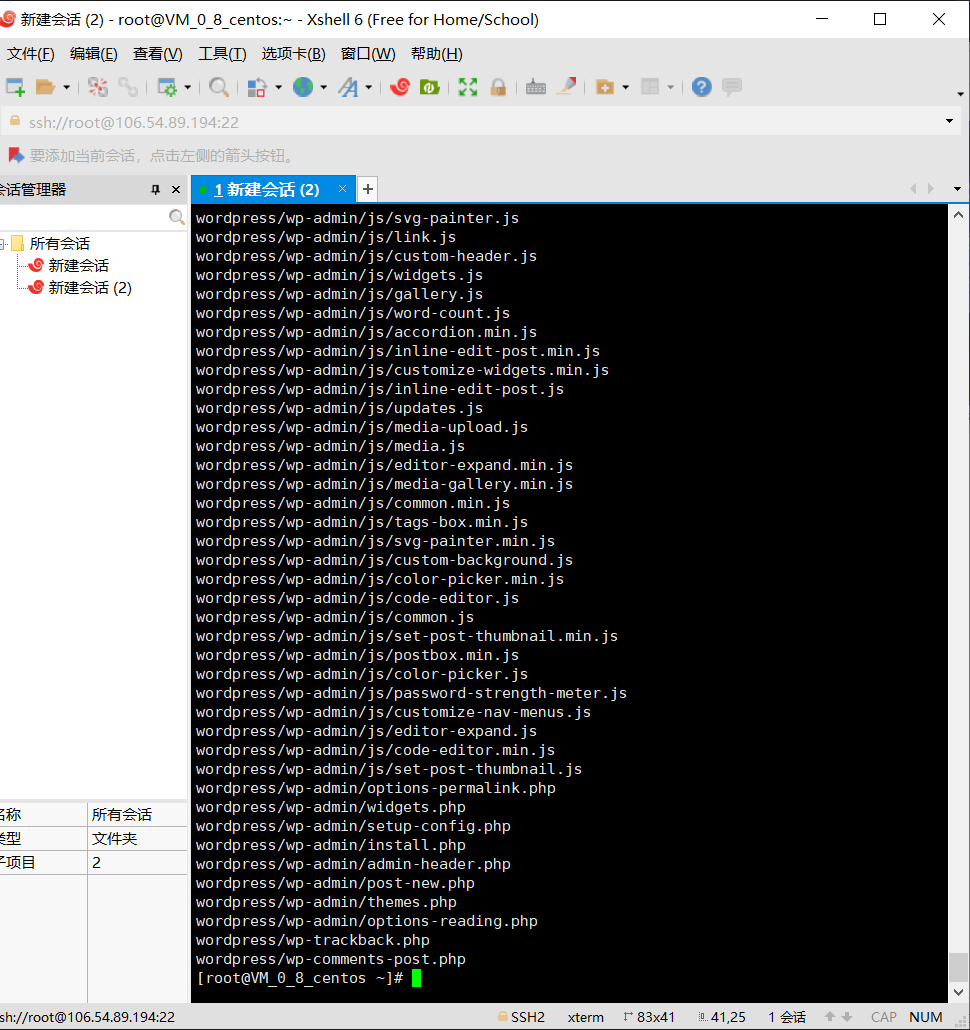 新建会话 (2) - root@VM_0_8_centos:~ - Xshell 6 (Free for Home/School)
文件(F) 编辑(E) 查看(V) 工具(T) 选项卡(B) 窗口(W) 帮助(H)
ssh://root@106.54.89.194:22
要添加当前会话，点击左侧的箭头按钮。
会话管理器
1 新建会话 (2)
所有会话
新建会话
新建会话 (2)
wordpress/wp-admin/js/svg-painter.js
wordpress/wp-admin/js/link.js
wordpress/wp-admin/js/custom-header.js
wordpress/wp-admin/js/widgets.js
wordpress/wp-admin/js/gallery.js
wordpress/wp-admin/js/word-count.js
wordpress/wp-admin/js/accordion.min.js
wordpress/wp-admin/js/inline-edit-post.min.js
wordpress/wp-admin/js/customize-widgets.min.js
wordpress/wp-admin/js/inline-edit-post.js
wordpress/wp-admin/js/updates.js
wordpress/wp-admin/js/media-upload.js
wordpress/wp-admin/js/media.js
wordpress/wp-admin/js/editor-expand.min.js
wordpress/wp-admin/js/media-gallery.min.js
wordpress/wp-admin/js/common.min.js
wordpress/wp-admin/js/tags-box.min.js
wordpress/wp-admin/js/svg-painter.min.js
wordpress/wp-admin/js/custom-background.js
wordpress/wp-admin/js/color-picker.min.js
wordpress/wp-admin/js/code-editor.js
wordpress/wp-admin/js/common.js
wordpress/wp-admin/js/set-post-thumbnail.min.js
wordpress/wp-admin/js/postbox.min.js
wordpress/wp-admin/js/color-picker.js
wordpress/wp-admin/js/password-strength-meter.js
wordpress/wp-admin/js/customize-nav-menus.js
wordpress/wp-admin/js/editor-expand.js
wordpress/wp-admin/js/code-editor.min.js
wordpress/wp-admin/js/set-post-thumbnail.js
wordpress/wp-admin/options-permalink.php
wordpress/wp-admin/widgets.php
wordpress/wp-admin/setup-config.php
wordpress/wp-admin/install.php
wordpress/wp-admin/admin-header.php
wordpress/wp-admin/post-new.php
wordpress/wp-admin/themes.php
wordpress/wp-admin/options-reading.php
wordpress/wp-trackback.php
wordpress/wp-comments-post.php
[root@VM_0_8_centos ~]#
名称 所有会话
类型 文件夹
子项目 2
sh://root@106.54.89.194:22 SSH2 xterm 83x41 41,25 1 会话 CAP NUM